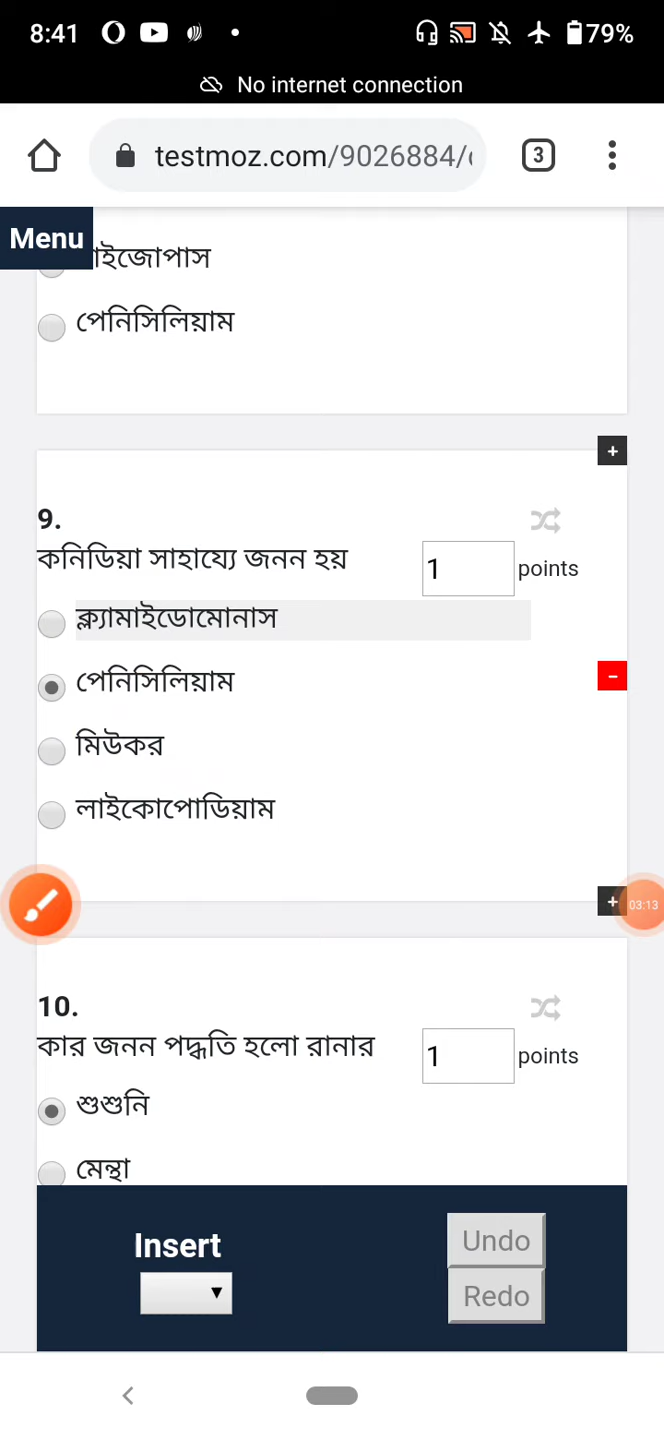 8:41
79%
No internet connection
testmoz.com/9026884/
3
Menu
াইজোপাস
পেনিসিলিয়াম
+
9.
কনিডিয়া সাহায্যে জনন হয়
1 points
ক্ল্যামাইডোমোনাস
পেনিসিলিয়াম
-
মিউকর
লাইকোপোডিয়াম
+
03:13
10.
কার জনন পদ্ধতি হলো রানার
1 points
শুশুনি
মেন্থা
Insert
Undo
Redo